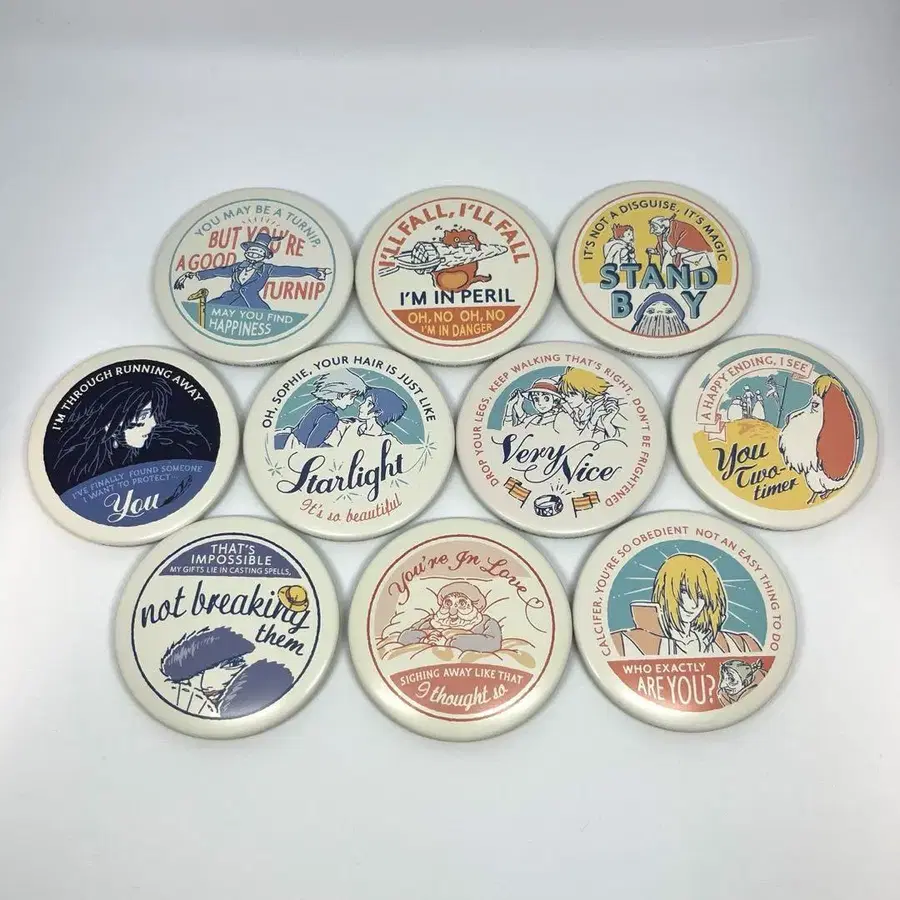 YOU MAY BE A TURNIP,
BUT YOU'RE
A GOOD
TURNIP
MAY YOU FIND
HAPPINESS
I'LL FALL, I'LL FALL
I'M IN PERIL
OH, NO OH, NO
I'M IN DANGER
IT'S NOT A DISGUISE, IT'S MAGIC
STAND
BY
I'M THROUGH RUNNING AWAY
I'VE FINALLY FOUND SOMEONE
I WANT TO PROTECT...
You
OH, SOPHIE, YOUR HAIR IS JUST LIKE
Starlight
It's so beautiful
DROP YOUR LEGS, KEEP WALKING THAT'S RIGHT, DON'T BE FRIGHTENED
Very
Nice
A HAPPY ENDING, I SEE
You
Two-
timer
THAT'S
IMPOSSIBLE
MY GIFTS LIE IN CASTING SPELLS,
not breaking
them
You're In Love
SIGHING AWAY LIKE THAT
I thought so
CALCIFER, YOU'RE SO OBEDIENT NOT AN EASY THING TO DO
WHO EXACTLY
ARE YOU?